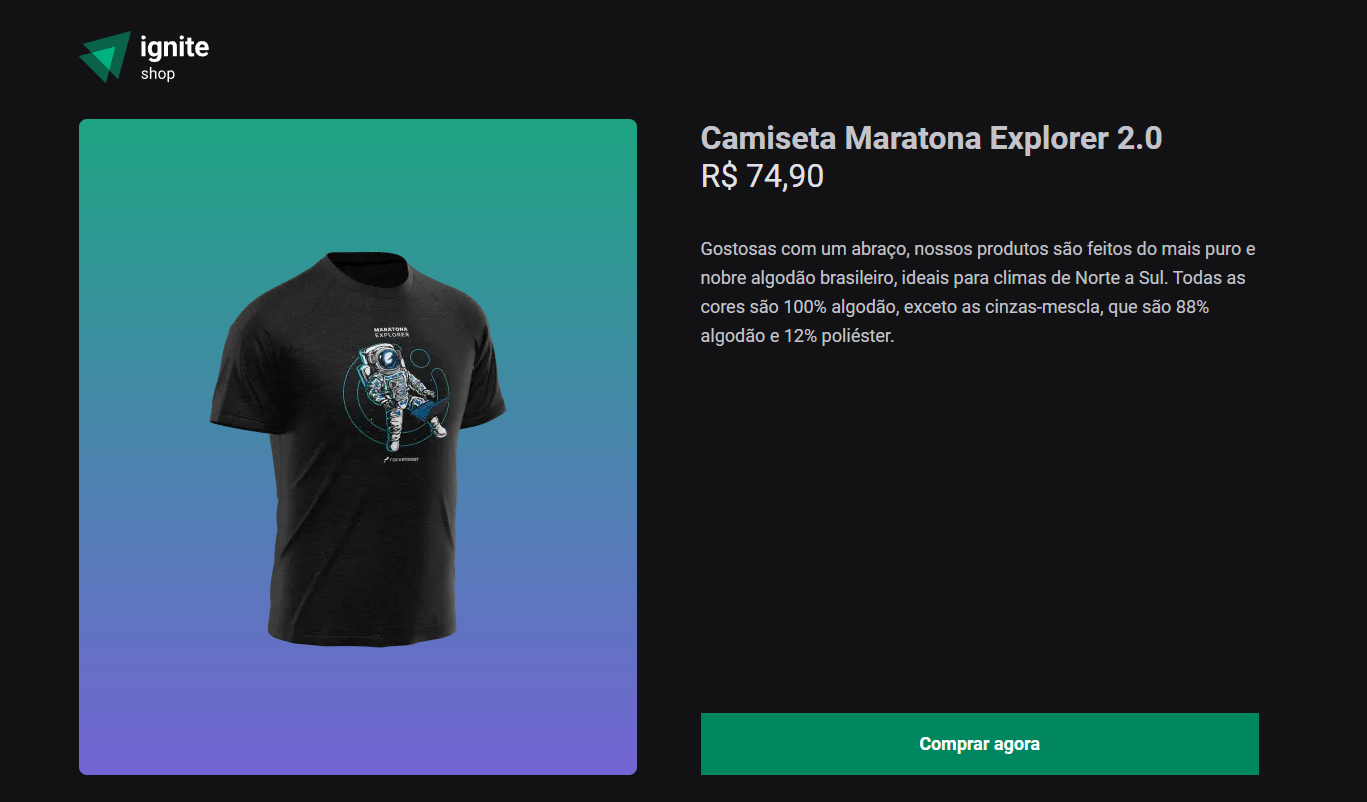 ignite
shop
Camiseta Maratona Explorer 2.0
R$ 74,90
Gostosas com um abraço, nossos produtos são feitos do mais puro e
nobre algodão brasileiro, ideais para climas de Norte a Sul. Todas as
cores são 100% algodão, exceto as cinzas-mescla, que são 88%
algodão e 12% poliéster.
MARATONA
EXPLORER
rocketseat
Comprar agora